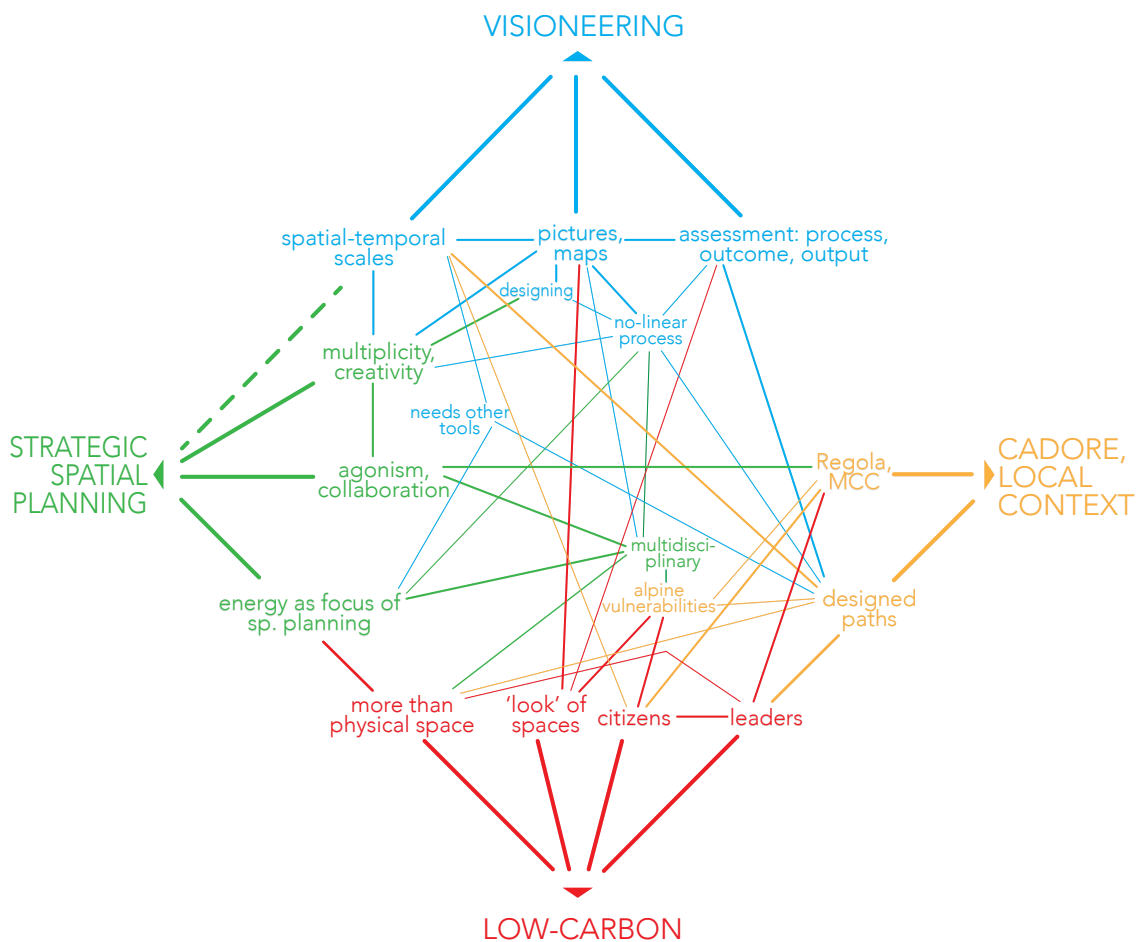 VISIONEERING
spatial-temporal
scales
pictures,
maps
assessment: process,
outcome, output
designing
no-linear
process
multiplicity,
creativity
needs other
tools
STRATEGIC
SPATIAL
PLANNING
agonism,
collaboration
Regola,
MCC
CADORE,
LOCAL
CONTEXT
multidisci-
plinary
alpine
vulnerabilities
energy as focus of
sp. planning
designed
paths
more than
physical space
‘look’ of
spaces
citizens
leaders
LOW-CARBON